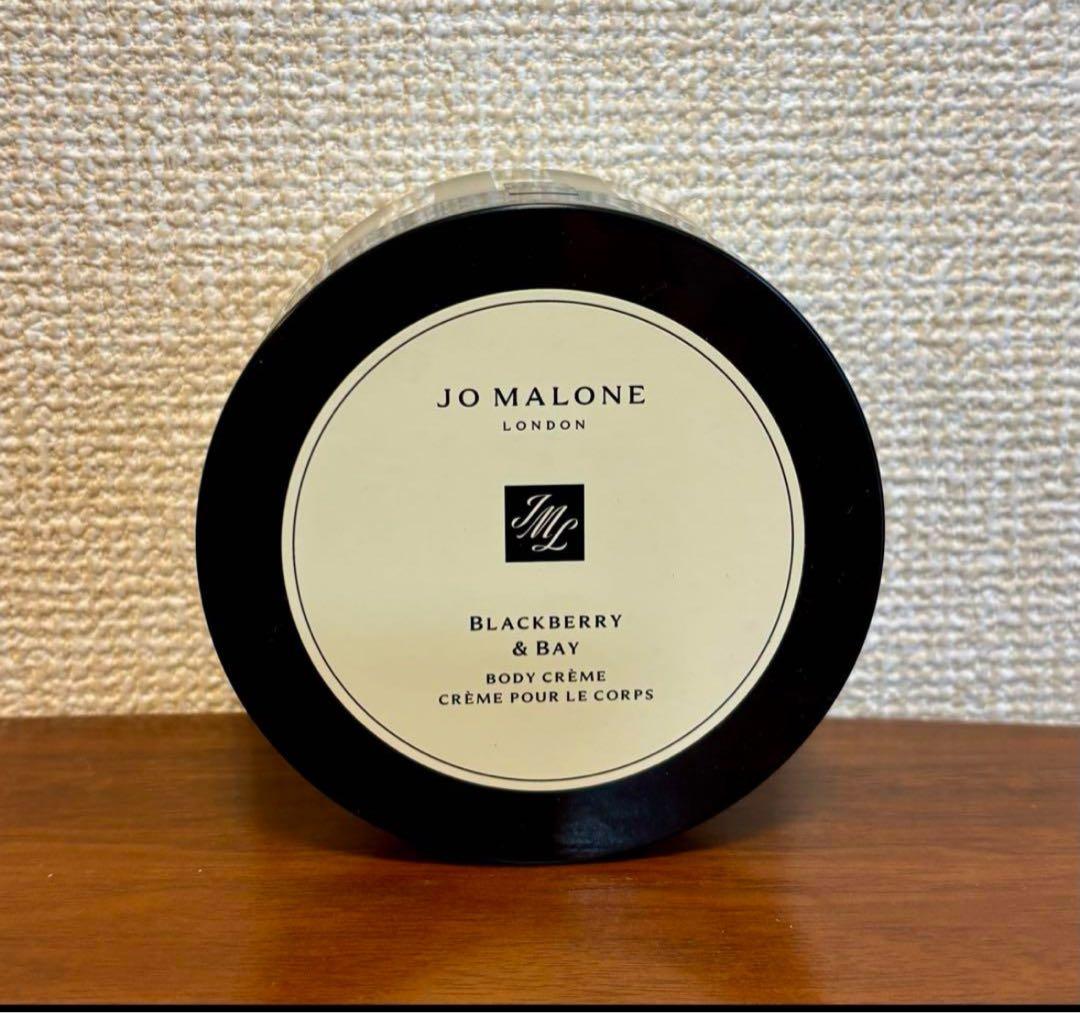 JO MALONE
LONDON
JML
BLACKBERRY
& BAY
BODY CRÈME
CRÈME POUR LE CORPS